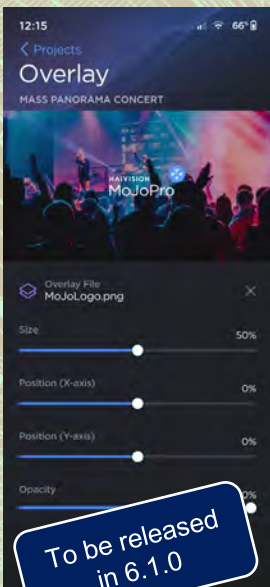 12:15
66%
Projects
Overlay
MASS PANORAMA CONCERT
HAIVISION
MoJoPro
Overlay File
MoJoLogo.png
Size
50%
Position (X-axis)
0%
Position (Y-axis)
0%
Opacity
To be released
in 6.1.0